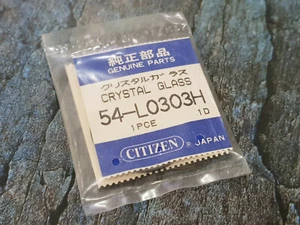 純正部品
GENUINE PARTS
クリスタルガラス
CRYSTAL GLASS
54-L0303H
1PCE 1D
CITIZEN ® JAPAN